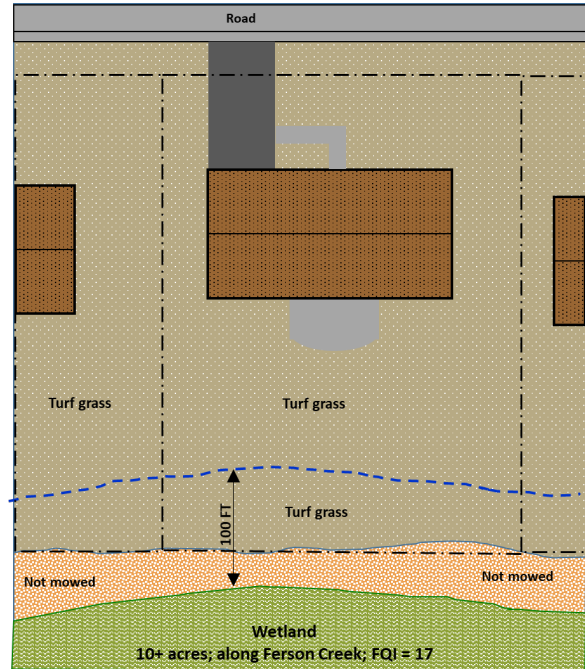 Road
Turf grass
Turf grass
100 FT
Turf grass
Not mowed
Not mowed
Wetland
10+ acres; along Ferson Creek; FQI = 17